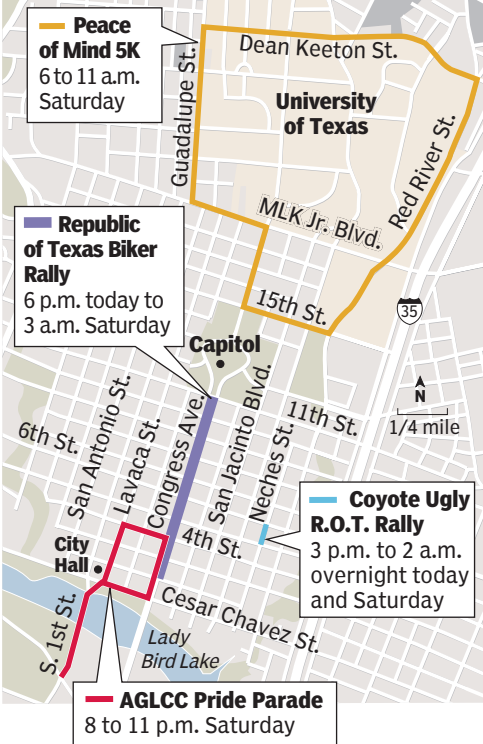 Peace
of Mind 5K
6 to 11 a.m.
Saturday
Dean Keeton St.
Guadalupe St.
University
of Texas
Red River St.
MLK Jr. Blvd.
Republic
of Texas Biker
Rally
6 p.m. today to
3 a.m. Saturday
15th St.
35
Capitol
N
1/4 mile
6th St.
San Antonio St.
Lavaca St.
Congress Ave.
San Jacinto Blvd.
Neches St.
11th St.
4th St.
City
Hall
Coyote Ugly
R.O.T. Rally
3 p.m. to 2 a.m.
overnight today
and Saturday
S. 1st St.
Cesar Chavez St.
Lady
Bird Lake
AGLCC Pride Parade
8 to 11 p.m. Saturday